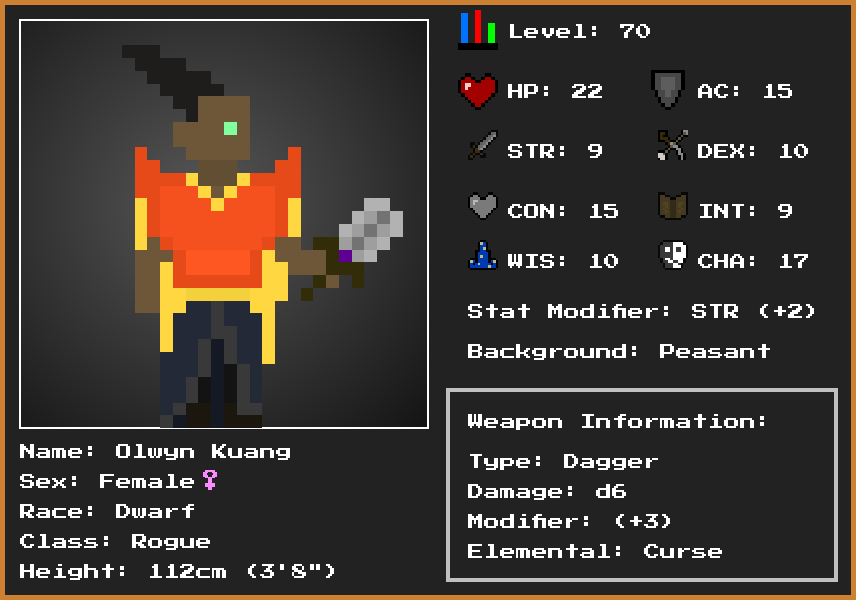 Level: 70
HP: 22
AC: 15
STR: 9
DEX: 10
CON: 15
INT: 9
WIS: 10
CHA: 17
Stat Modifier: STR (+2)
Background: Peasant
Weapon Information:
Type: Dagger
Damage: d6
Modifier: (+3)
Elemental: Curse
Name: Olwyn Kuang
Sex: Female♀
Race: Dwarf
Class: Rogue
Height: 112cm (3'8")